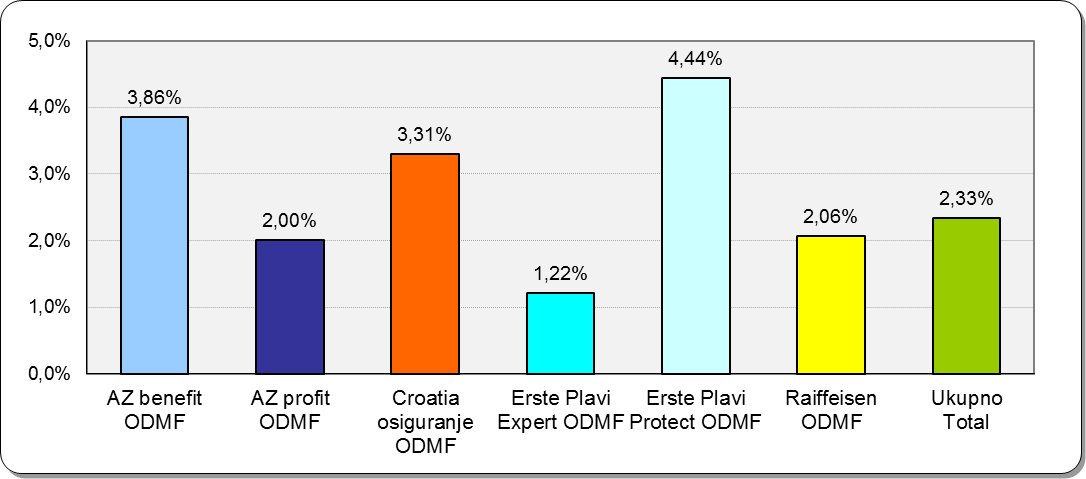 5,0%
4,0%
3,0%
2,0%
1,0%
0,0%
3,86%
2,00%
3,31%
1,22%
4,44%
2,06%
2,33%
AZ benefit
ODMF
AZ profit
ODMF
Croatia
osiguranje
ODMF
Erste Plavi
Expert ODMF
Erste Plavi
Protect ODMF
Raiffeisen
ODMF
Ukupno
Total